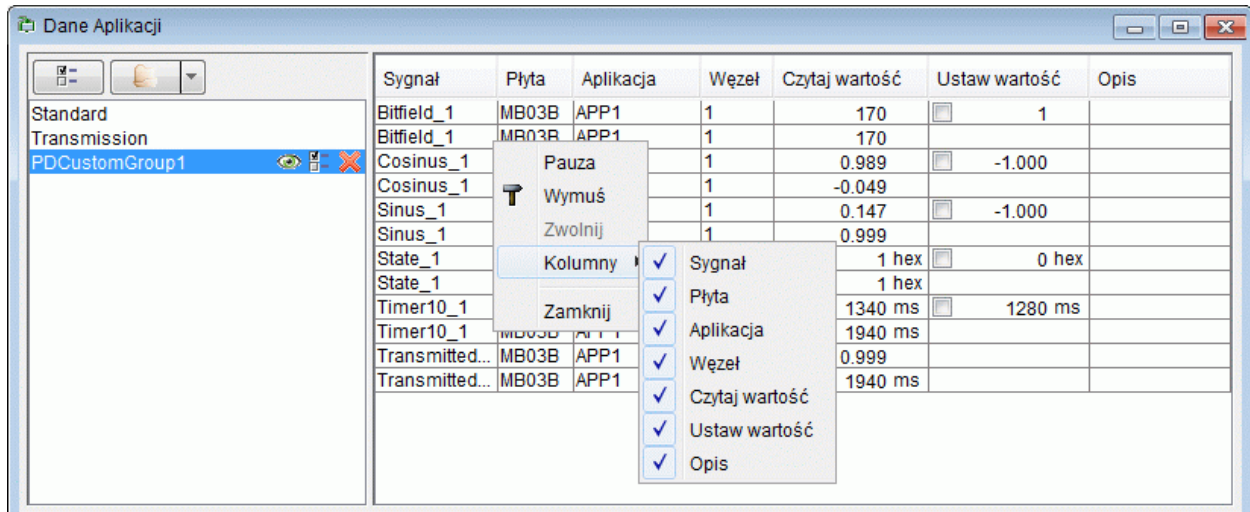 Dane Aplikacji
Standard
Transmission
PDCustomGroup1
Sygnał Płyta Aplikacja Węzeł Czytaj wartość Ustaw wartość Opis
Bitfield_1 MB03B APP1 1 170 1
Bitfield_1 MB03B APP1 1 170
Cosinus_1 1 0.989 -1.000
Cosinus_1 1 -0.049
Sinus_1 1 0.147 -1.000
Sinus_1 1 0.999
State_1 1 hex 0 hex
State_1 1 hex
Timer10_1 1340 ms 1280 ms
Timer10_1 MB03B APP1 1940 ms
Transmitted... MB03B APP1 0.999
Transmitted... MB03B APP1 1940 ms
Pauza
Wymuś
Zwolnij
Kolumny
Zamknij
Sygnał
Płyta
Aplikacja
Węzeł
Czytaj wartość
Ustaw wartość
Opis